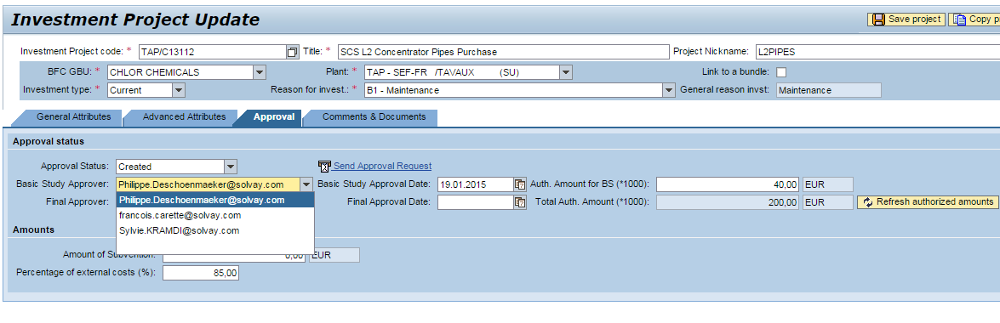 Investment Project Update
Save project Copy p
Investment Project code: * TAP/C13112 Title: * SCS L2 Concentrator Pipes Purchase Project Nickname: L2PIPES
BFC GBU: * CHLOR CHEMICALS Plant: * TAP - SEF-FR /TAVAUX (SU) Link to a bundle:
Investment type: * Current Reason for invest.: * B1 - Maintenance General reason invst: Maintenance
General Attributes Advanced Attributes Approval Comments & Documents
Approval status
Approval Status: Created Send Approval Request
Basic Study Approver: Philippe.Deschoenmaeker@solvay.com Basic Study Approval Date: 19.01.2015 Auth. Amount for BS (*1000): 40,00 EUR
Final Approver: Philippe.Deschoenmaeker@solvay.com Final Approval Date: Total Auth. Amount (*1000): 200,00 EUR Refresh authorized amounts
francois.carette@solvay.com
Amounts Sylvie.KRAMDI@solvay.com
Amount of Subvention: 0,00 EUR
Percentage of external costs (%): 85,00